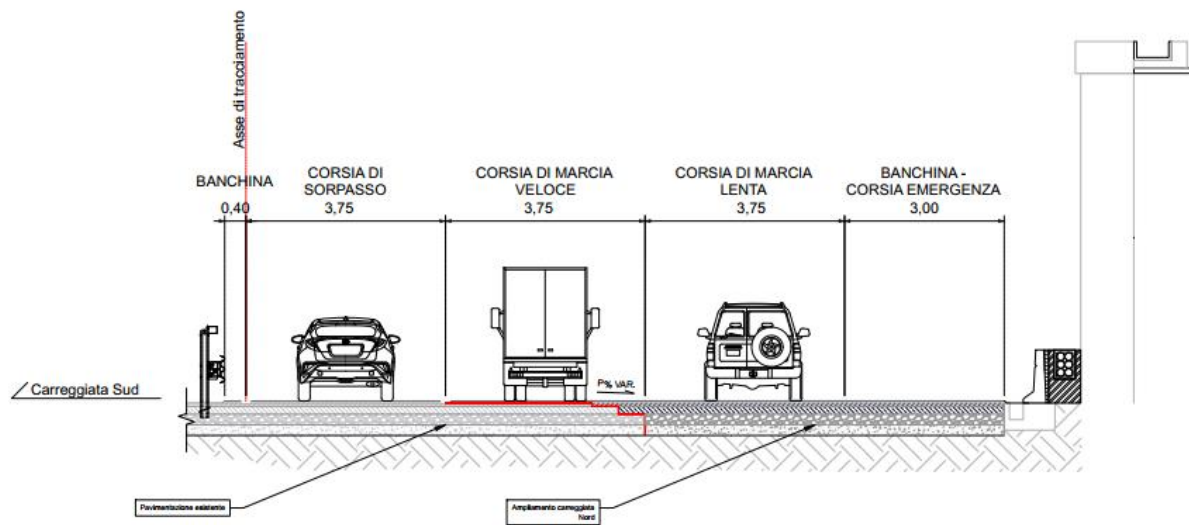 Asse di tracciamento
BANCHINA
0,40
CORSIA DI
SORPASSO
3,75
CORSIA DI MARCIA
VELOCE
3,75
CORSIA DI MARCIA
LENTA
3,75
BANCHINA -
CORSIA EMERGENZA
3,00
Carreggiata Sud
P% VAR.
Pavimentazione esistente
Ampliamento carreggiata
Nord